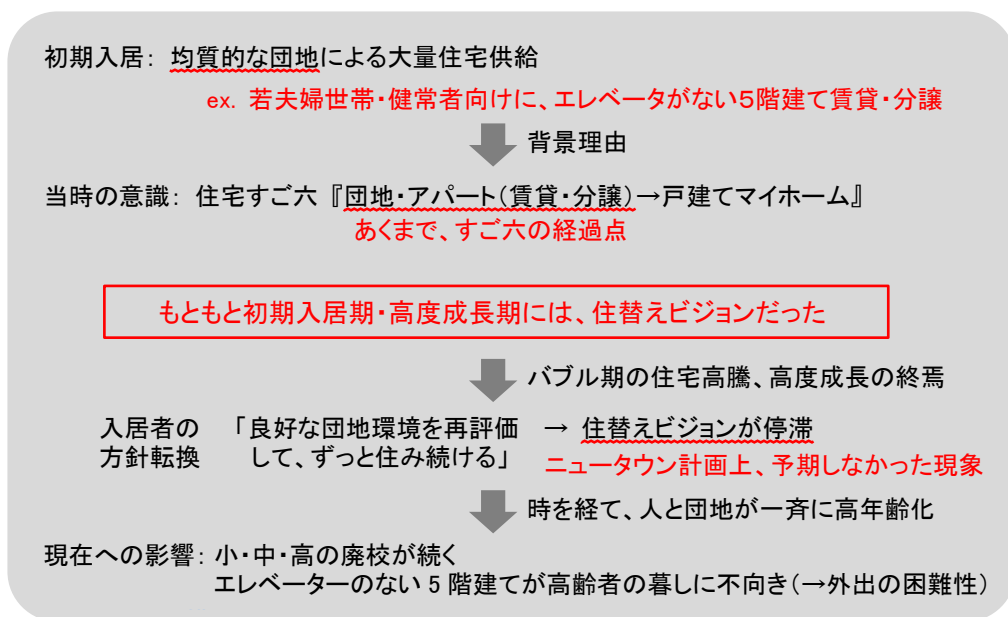 初期入居： 均質的な団地による大量住宅供給
ex. 若夫婦世帯・健常者向けに、エレベータがない5階建て賃貸・分譲
背景理由
当時の意識： 住宅すご六『団地・アパート（賃貸・分譲）→戸建てマイホーム』
あくまで、すご六の経過点
もともと初期入居期・高度成長期には、住替えビジョンだった
バブル期の住宅高騰、高度成長の終焉
入居者の 「良好な団地環境を再評価 → 住替えビジョンが停滞
方針転換 して、ずっと住み続ける」 ニュータウン計画上、予期しなかった現象
時を経て、人と団地が一斉に高年齢化
現在への影響： 小・中・高の廃校が続く
エレベーターのない 5 階建てが高齢者の暮しに不向き（→外出の困難性）